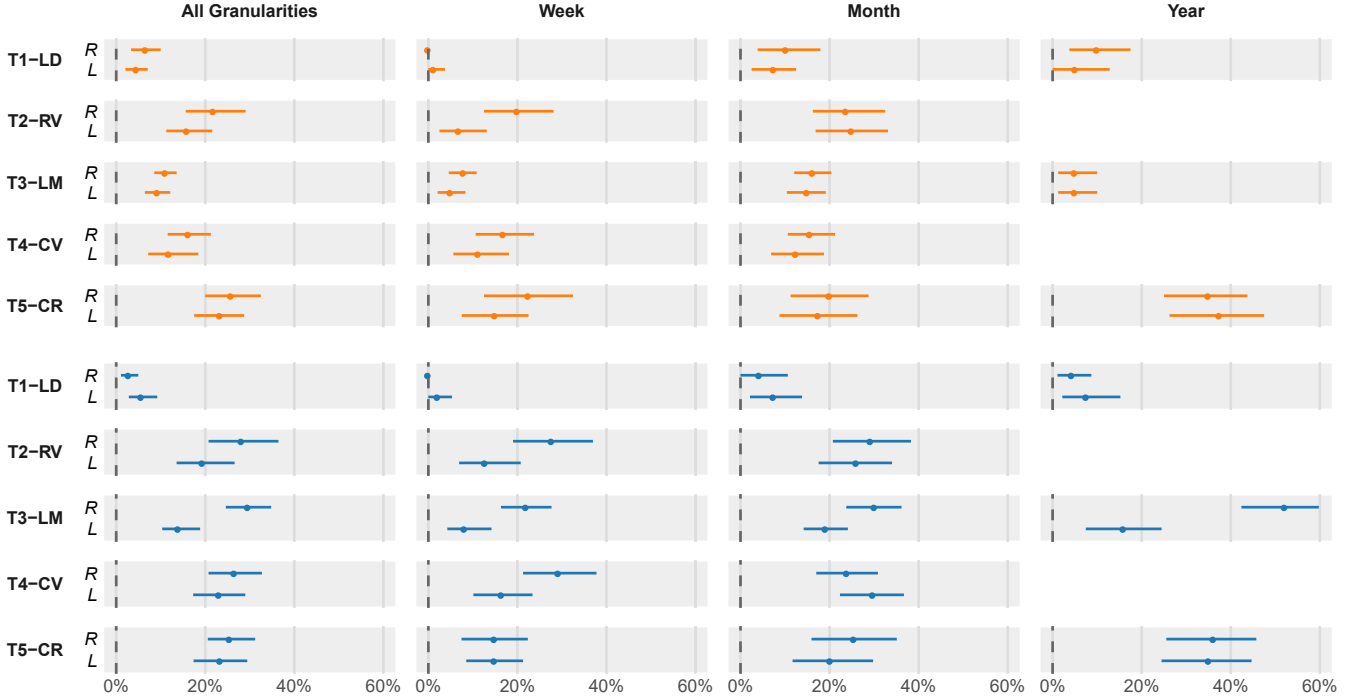 All Granularities Week Month Year
T1−LD R
L
T2−RV R
L
T3−LM R
L
T4−CV R
L
T5−CR R
L
T1−LD R
L
T2−RV R
L
T3−LM R
L
T4−CV R
L
T5−CR R
L
0% 20% 40% 60% 0% 20% 40% 60% 0% 20% 40% 60% 0% 20% 40% 60%